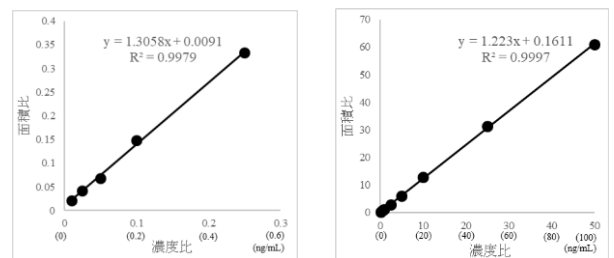 0.4
0.35
0.3
0.25
0.2
0.15
0.1
0.05
0
y = 1.3058x + 0.0091
R² = 0.9979
面積比
0 0.1 0.2 0.3
(0) (0.2) (0.4) (0.6)
濃度比 (ng/mL)
70
60
50
40
30
20
10
0
y = 1.223x + 0.1611
R² = 0.9997
面積比
0 10 20 30 40 50
(0) (20) (40) (60) (80) (100)
濃度比 (ng/mL)